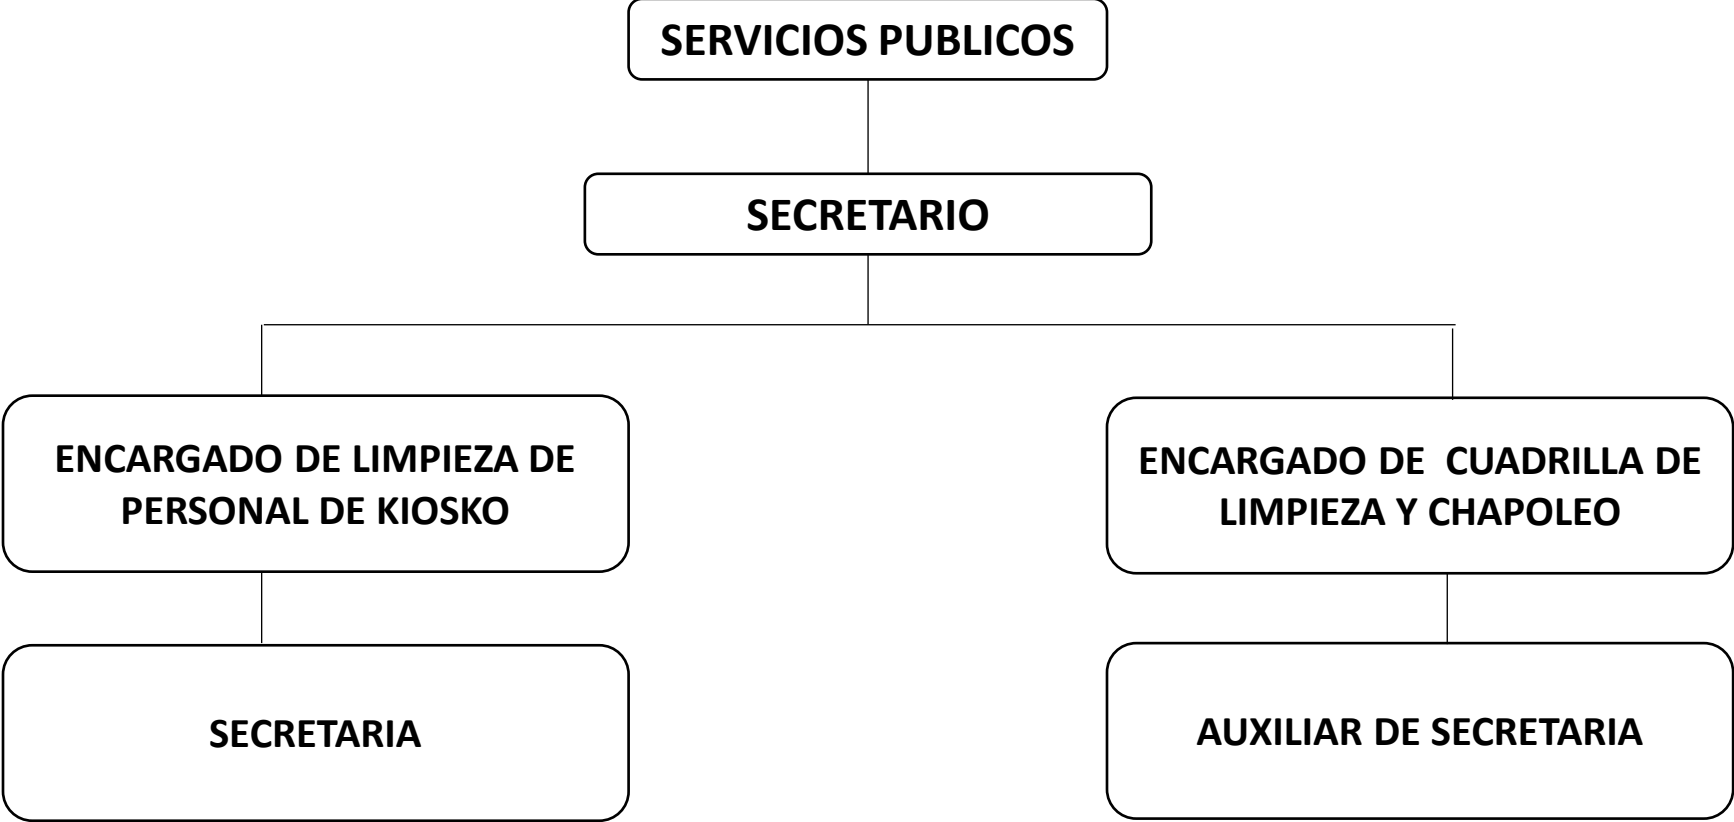 SERVICIOS PUBLICOS
SECRETARIO
ENCARGADO DE LIMPIEZA DE
PERSONAL DE KIOSKO
ENCARGADO DE  CUADRILLA DE
LIMPIEZA Y CHAPOLEO
SECRETARIA
AUXILIAR DE SECRETARIA